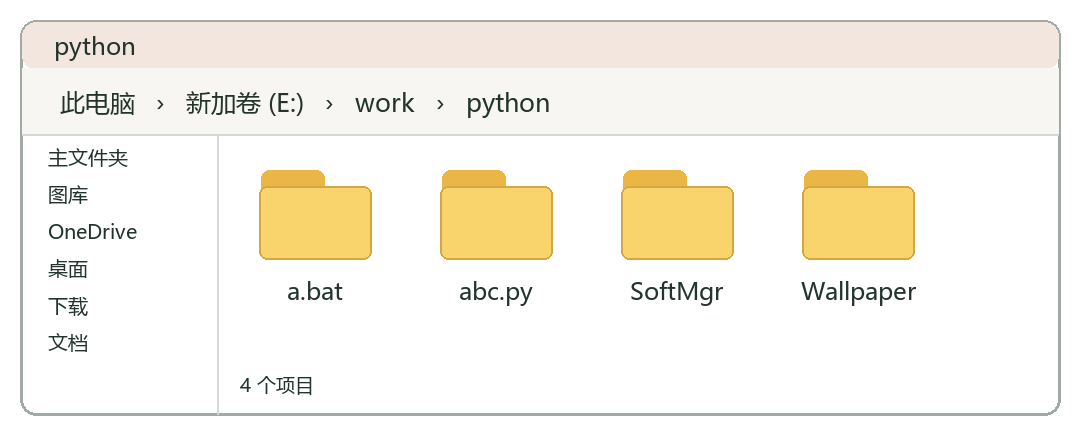 python
此电脑 › 新加卷 (E:) › work › python
主文件夹
图库
OneDrive
桌面
下载
文档
a.bat abc.py SoftMgr Wallpaper
4 个项目